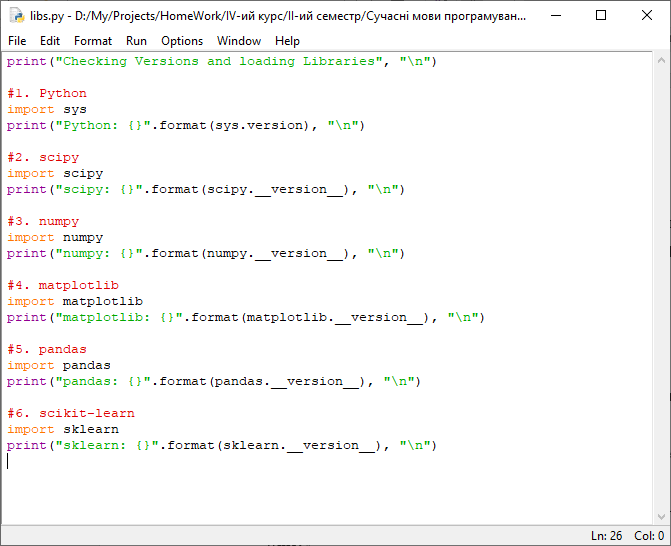 libs.py - D:/My/Projects/HomeWork/IV-ий курс/II-ий семестр/Сучасні мови програмуван...
File Edit Format Run Options Window Help
print("Checking Versions and loading Libraries", "\n")
#1. Python
import sys
print("Python: {}".format(sys.version), "\n")
#2. scipy
import scipy
print("scipy: {}".format(scipy.__version__), "\n")
#3. numpy
import numpy
print("numpy: {}".format(numpy.__version__), "\n")
#4. matplotlib
import matplotlib
print("matplotlib: {}".format(matplotlib.__version__), "\n")
#5. pandas
import pandas
print("pandas: {}".format(pandas.__version__), "\n")
#6. scikit-learn
import sklearn
print("sklearn: {}".format(sklearn.__version__), "\n")
Ln: 26 Col: 0